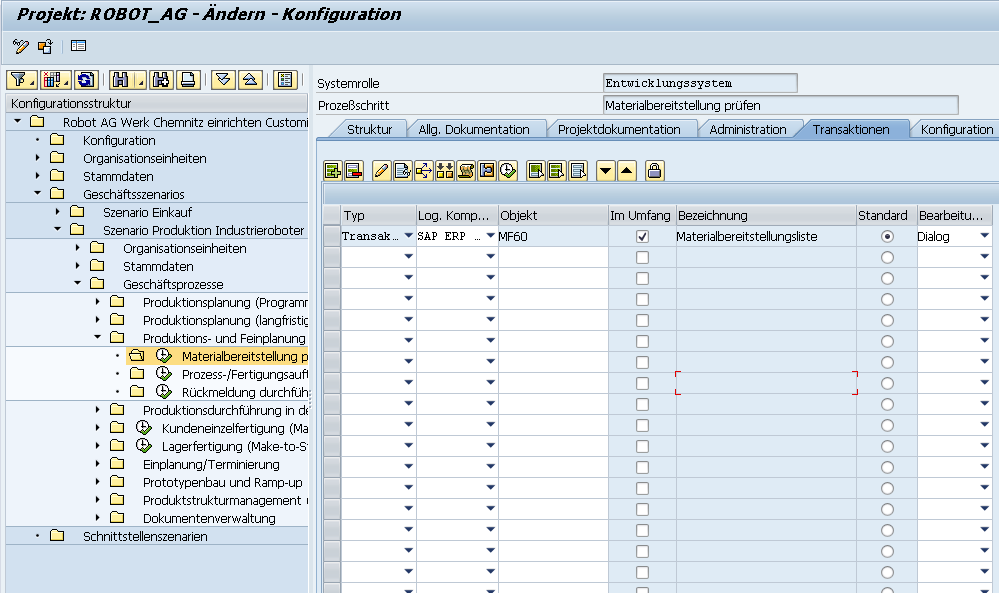 Projekt: ROBOT_AG - Ändern - Konfiguration
Systemrolle Entwicklungssystem
Prozeßschritt Materialbereitstellung prüfen
Konfigurationsstruktur
Robot AG Werk Chemnitz einrichten Customi
Konfiguration
Organisationseinheiten
Stammdaten
Geschäftsszenarios
Szenario Einkauf
Szenario Produktion Industrieroboter
Organisationseinheiten
Stammdaten
Geschäftsprozesse
Produktionsplanung (Programm
Produktionsplanung (langfristig
Produktions- und Feinplanung
Materialbereitstellung p
Prozess-/Fertigungsauft
Rückmeldung durchfüh
Produktionsdurchführung in de
Kundeneinzelfertigung (Ma
Lagerfertigung (Make-to-S
Einplanung/Terminierung
Prototypenbau und Ramp-up
Produktstrukturmanagement
Dokumentenverwaltung
Schnittstellenszenarien
Struktur Allg. Dokumentation Projektdokumentation Administration Transaktionen Konfiguration
Typ Log. Komp... Objekt Im Umfang Bezeichnung Standard Bearbeitu...
Transak... SAP ERP ... MF60 Materialbereitstellungsliste Dialog